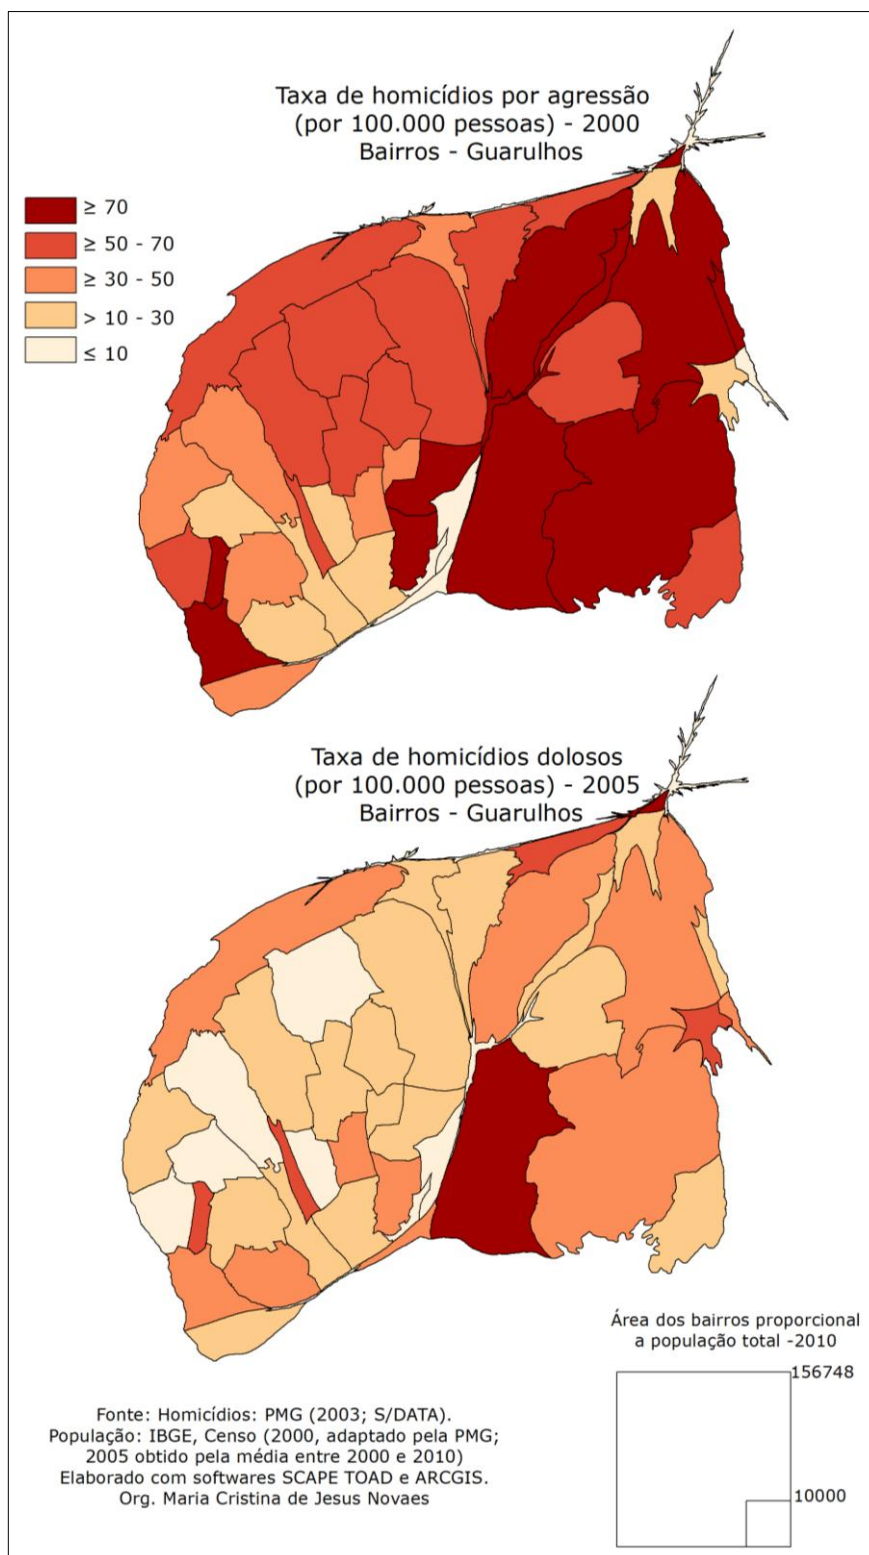 Taxa de homicídios por agressão
(por 100.000 pessoas) - 2000
Bairros - Guarulhos
≥ 70
≥ 50 - 70
≥ 30 - 50
> 10 - 30
≤ 10
Taxa de homicídios dolosos
(por 100.000 pessoas) - 2005
Bairros - Guarulhos
Área dos bairros proporcional
a população total -2010
156748
10000
Fonte: Homicídios: PMG (2003; S/DATA).
População: IBGE, Censo (2000, adaptado pela PMG;
2005 obtido pela média entre 2000 e 2010)
Elaborado com softwares SCAPE TOAD e ARCGIS.
Org. Maria Cristina de Jesus Novaes